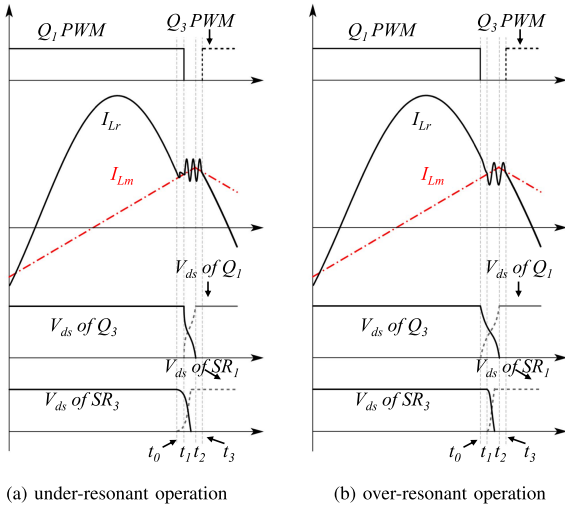 Q3 PWM
Q1 PWM
ILr
ILm
Vds of Q1
Vds of Q3
Vds of SR1
Vds of SR3
t0 t1 t2 t3
(a) under-resonant operation
Q3 PWM
Q1 PWM
ILr
ILm
Vds of Q1
Vds of Q3
Vds of SR1
Vds of SR3
t0 t1 t2 t3
(b) over-resonant operation